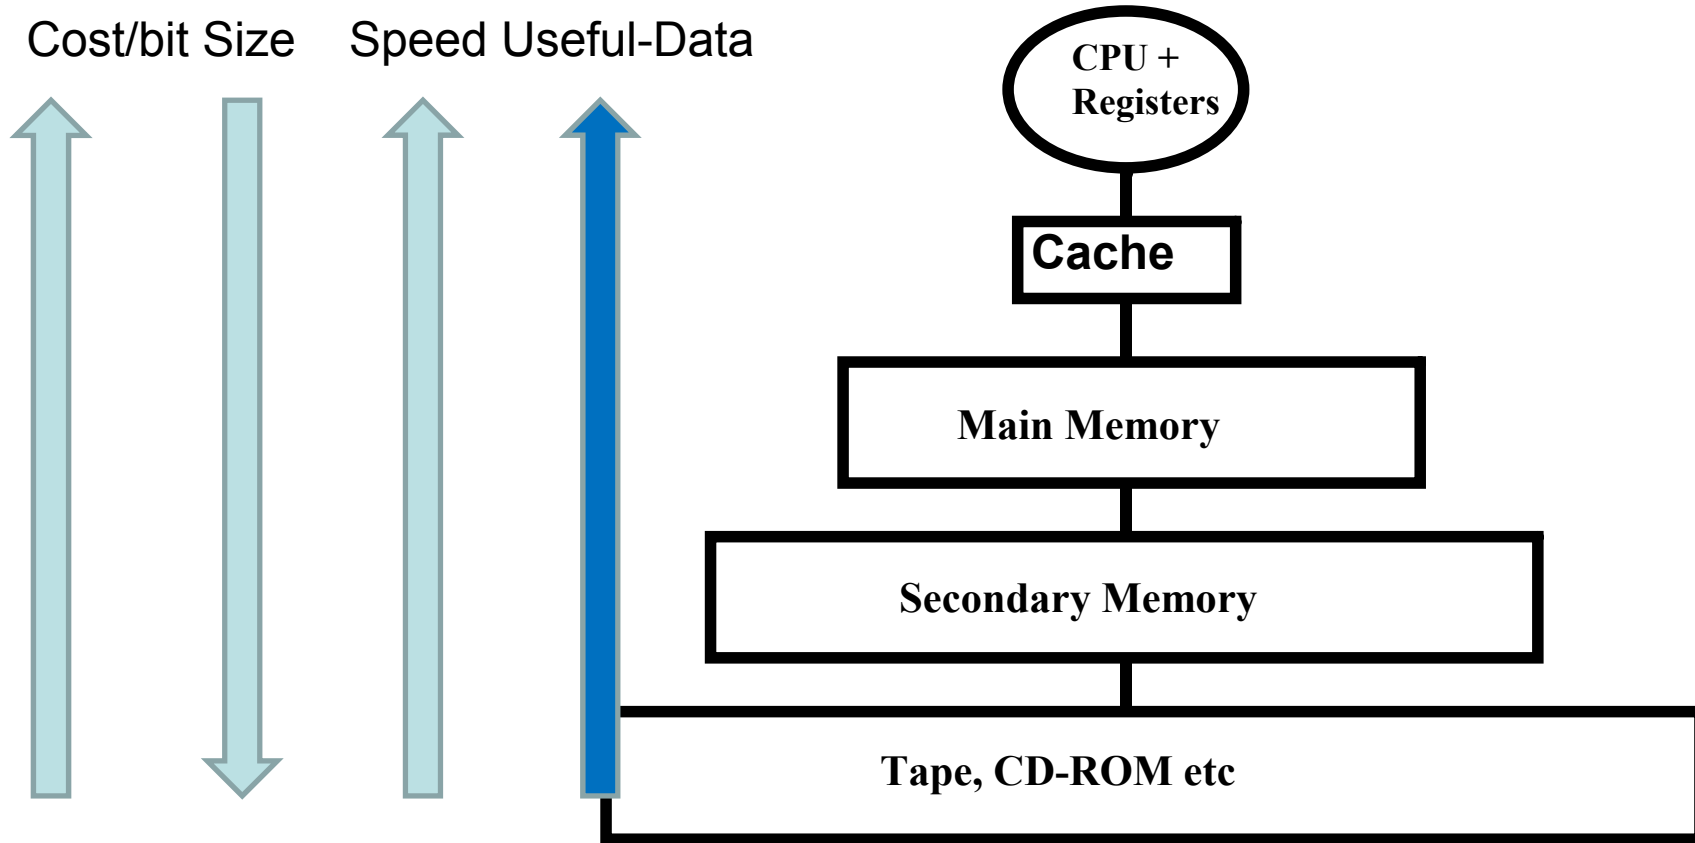 Cost/bit Size Speed Useful-Data
CPU +
Registers
Cache
Main Memory
Secondary Memory
Tape, CD-ROM etc